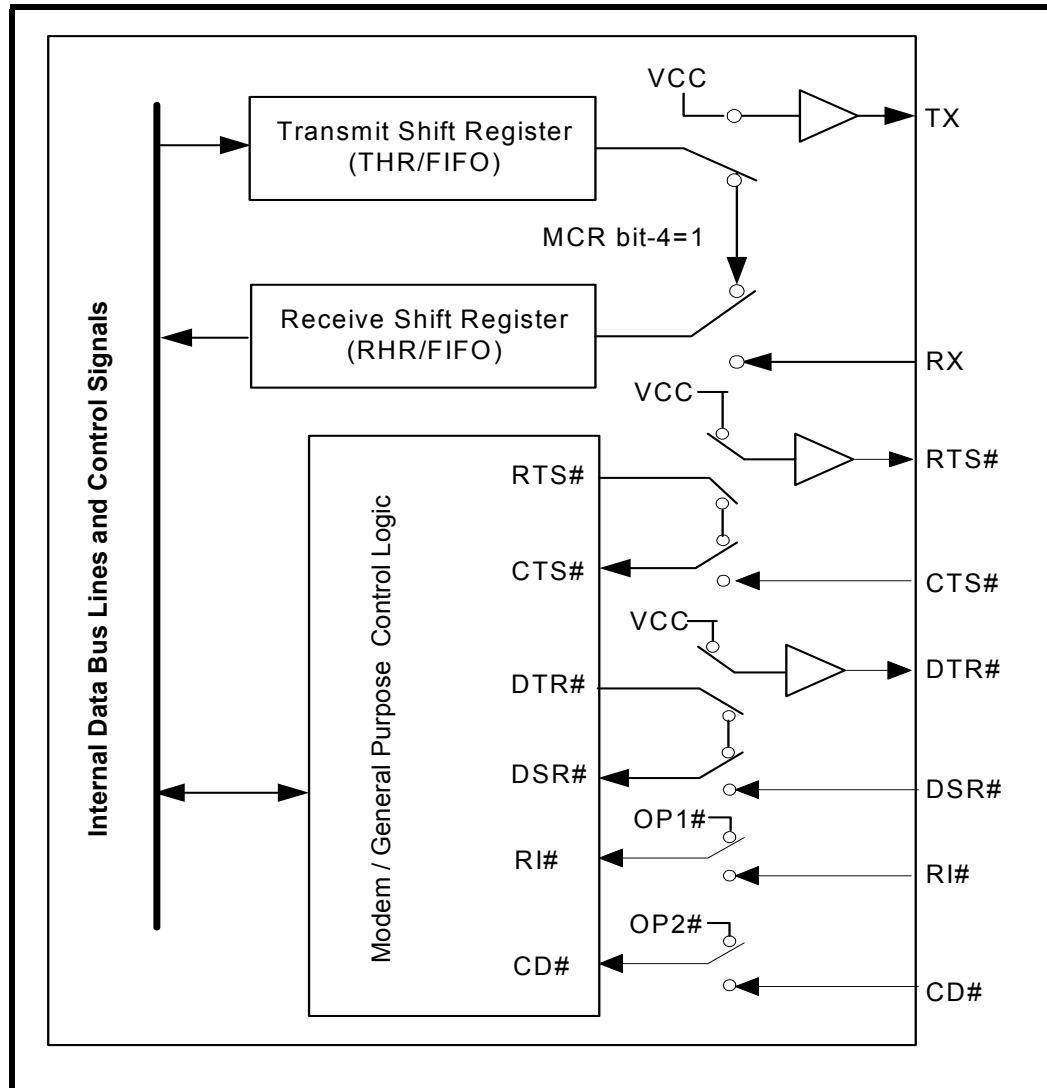 VCC
TX
Transmit Shift Register
(THR/FIFO)
MCR bit-4=1
Receive Shift Register
(RHR/FIFO)
RX
VCC
RTS#
RTS#
CTS#
CTS#
VCC
DTR#
DTR#
DSR#
DSR#
OP1#
RI#
RI#
OP2#
CD#
CD#
Internal Data Bus Lines and Control Signals
Modem / General Purpose Control Logic